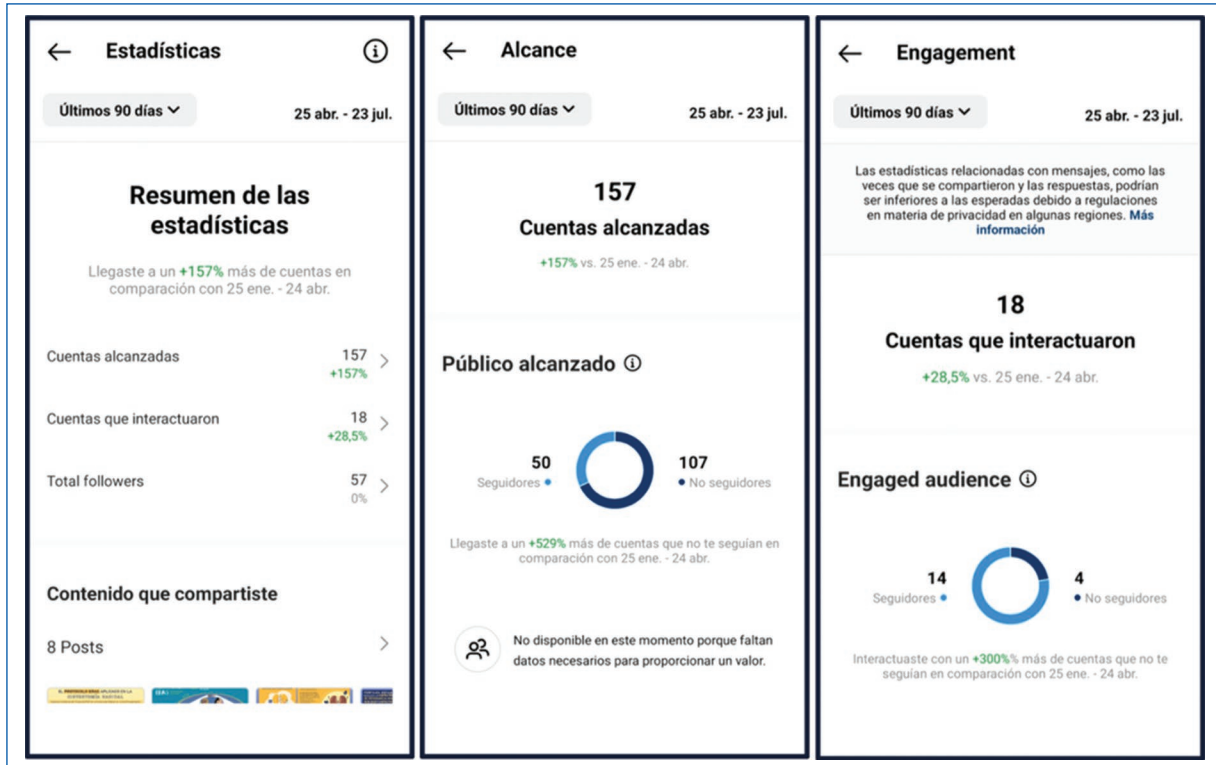 Estadísticas
Últimos 90 días
25 abr. - 23 jul.
Resumen de las
estadísticas
Llegaste a un +157% más de cuentas en
comparación con 25 ene. - 24 abr.
Cuentas alcanzadas
157
+157%
Cuentas que interactuaron
18
+28,5%
Total followers
57
0%
Contenido que compartiste
8 Posts
Alcance
Últimos 90 días
25 abr. - 23 jul.
157
Cuentas alcanzadas
+157% vs. 25 ene. - 24 abr.
Público alcanzado
50
Seguidores
107
No seguidores
Llegaste a un +529% más de cuentas que no te seguían en
comparación con 25 ene. - 24 abr.
No disponible en este momento porque faltan
datos necesarios para proporcionar un valor.
Engagement
Últimos 90 días
25 abr. - 23 jul.
Las estadísticas relacionadas con mensajes, como las
veces que se compartieron y las respuestas, podrían
ser inferiores a las esperadas debido a regulaciones
en materia de privacidad en algunas regiones. Más
información
18
Cuentas que interactuaron
+28,5% vs. 25 ene. - 24 abr.
Engaged audience
14
Seguidores
4
No seguidores
Interactuaste con un +300%% más de cuentas que no te
seguían en comparación con 25 ene. - 24 abr.